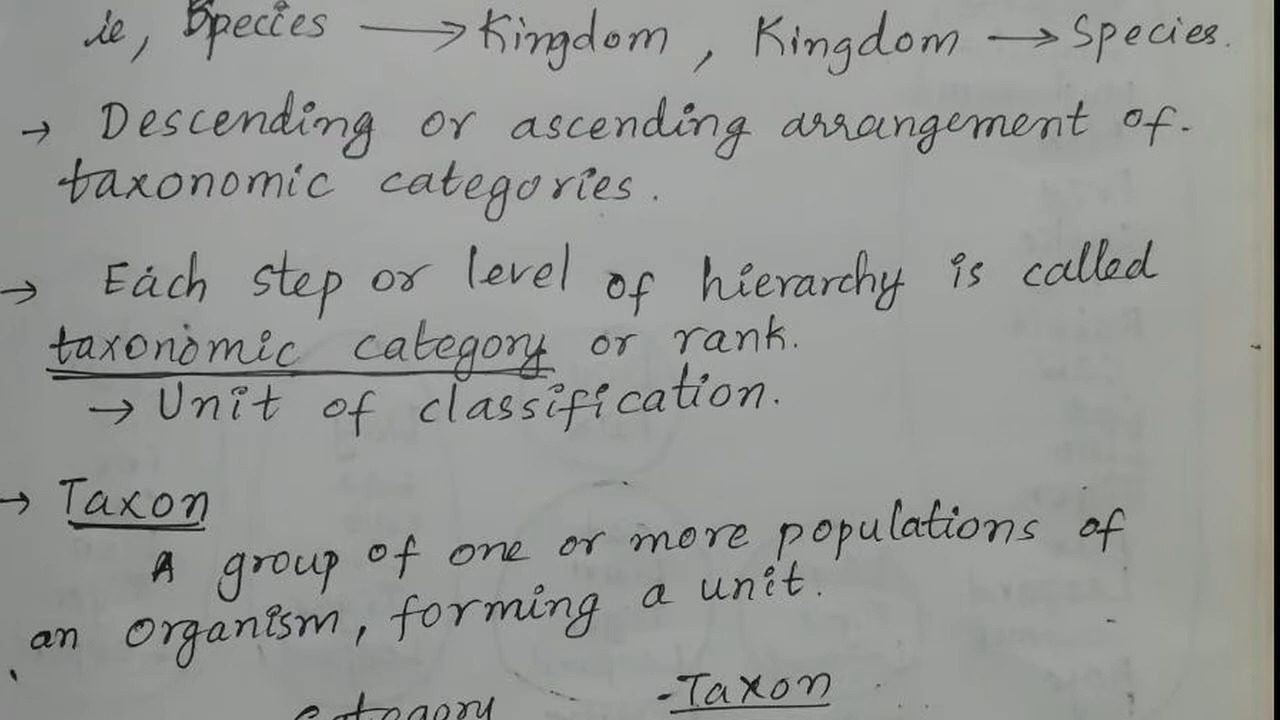 ie, Species → Kingdom, Kingdom → Species.
→ Descending or ascending arrangement of.
taxonomic categories.
→ Each step or level of hierarchy is called
taxonomic category or rank.
→ Unit of classification.
→ Taxon
A group of one or more populations of
an organism, forming a unit.
category - Taxon